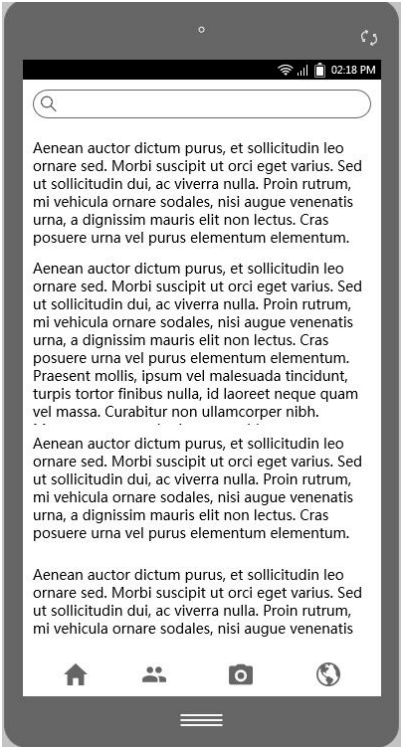 02:18 PM
Aenean auctor dictum purus, et sollicitudin leo
ornare sed. Morbi suscipit ut orci eget varius. Sed
ut sollicitudin dui, ac viverra nulla. Proin rutrum,
mi vehicula ornare sodales, nisi augue venenatis
urna, a dignissim mauris elit non lectus. Cras
posuere urna vel purus elementum elementum.
Aenean auctor dictum purus, et sollicitudin leo
ornare sed. Morbi suscipit ut orci eget varius. Sed
ut sollicitudin dui, ac viverra nulla. Proin rutrum,
mi vehicula ornare sodales, nisi augue venenatis
urna, a dignissim mauris elit non lectus. Cras
posuere urna vel purus elementum elementum.
Praesent mollis, ipsum vel malesuada tincidunt,
turpis tortor finibus nulla, id laoreet neque quam
vel massa. Curabitur non ullamcorper nibh.
Aenean auctor dictum purus, et sollicitudin leo
ornare sed. Morbi suscipit ut orci eget varius. Sed
ut sollicitudin dui, ac viverra nulla. Proin rutrum,
mi vehicula ornare sodales, nisi augue venenatis
urna, a dignissim mauris elit non lectus. Cras
posuere urna vel purus elementum elementum.
Aenean auctor dictum purus, et sollicitudin leo
ornare sed. Morbi suscipit ut orci eget varius. Sed
ut sollicitudin dui, ac viverra nulla. Proin rutrum,
mi vehicula ornare sodales, nisi augue venenatis